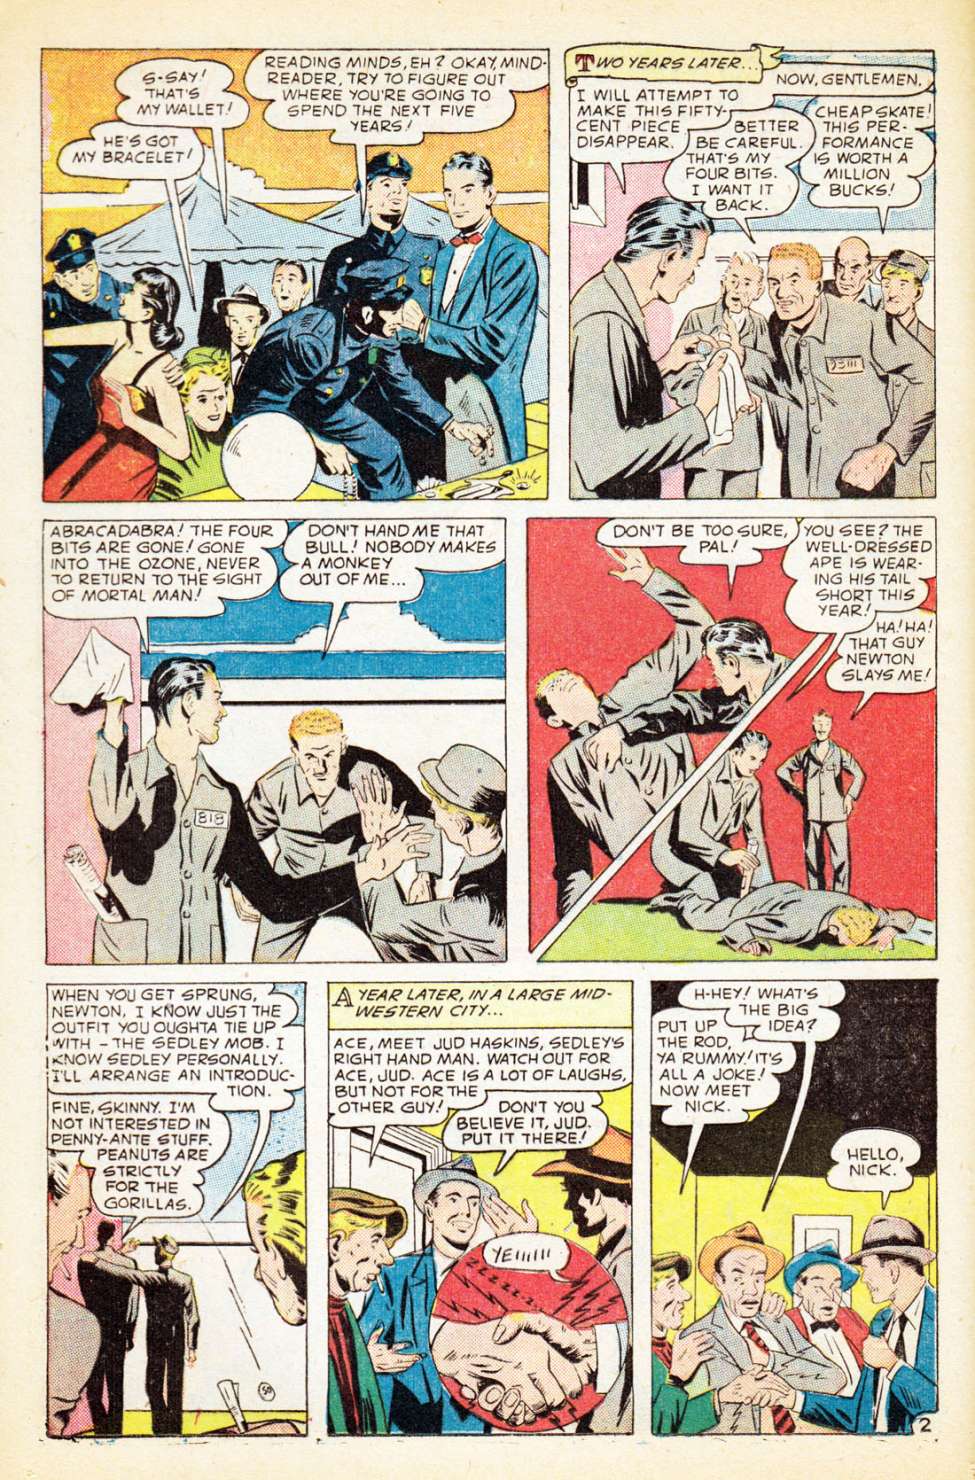 S-SAY!
THAT'S
MY WALLET!
HE'S GOT
MY BRACELET!
READING MINDS, EH? OKAY, MIND-
READER, TRY TO FIGURE OUT
WHERE YOU'RE GOING TO
SPEND THE NEXT FIVE
YEARS!
TWO YEARS LATER...
NOW, GENTLEMEN,
I WILL ATTEMPT TO
MAKE THIS FIFTY-
CENT PIECE
DISAPPEAR.
BETTER
BE CAREFUL.
THAT'S MY
FOUR BITS.
I WANT IT
BACK.
CHEAPSKATE!
THIS PER-
FORMANCE
IS WORTH A
MILLION
BUCKS!
ABRACADABRA! THE FOUR
BITS ARE GONE! GONE
INTO THE OZONE, NEVER
TO RETURN TO THE SIGHT
OF MORTAL MAN!
DON'T HAND ME THAT
BULL! NOBODY MAKES
A MONKEY
OUT OF ME...
818
DON'T BE TOO SURE,
PAL!
YOU SEE? THE
WELL-DRESSED
APE IS WEAR-
ING HIS TAIL
SHORT THIS
YEAR!
HA! HA!
THAT GUY
NEWTON
SLAYS ME!
WHEN YOU GET SPRUNG,
NEWTON, I KNOW JUST THE
OUTFIT YOU OUGHTA TIE UP
WITH - THE SEDLEY MOB. I
KNOW SEDLEY PERSONALLY.
I'LL ARRANGE AN INTRODUC-
TION.
FINE, SKINNY. I'M
NOT INTERESTED IN
PENNY-ANTE STUFF.
PEANUTS ARE
STRICTLY
FOR THE
GORILLAS.
50
A YEAR LATER, IN A LARGE MID-
WESTERN CITY...
ACE, MEET JUD HASKINS, SEDLEY'S
RIGHT HAND MAN. WATCH OUT FOR
ACE, JUD. ACE IS A LOT OF LAUGHS,
BUT NOT FOR THE
OTHER GUY!
DON'T YOU
BELIEVE IT, JUD.
PUT IT THERE!
YEIIIIII
ZZZZZZZZZ...
H-HEY! WHAT'S
THE BIG
IDEA?
PUT UP
THE ROD,
YA RUMMY! IT'S
ALL A JOKE!
NOW MEET
NICK.
HELLO,
NICK.
2